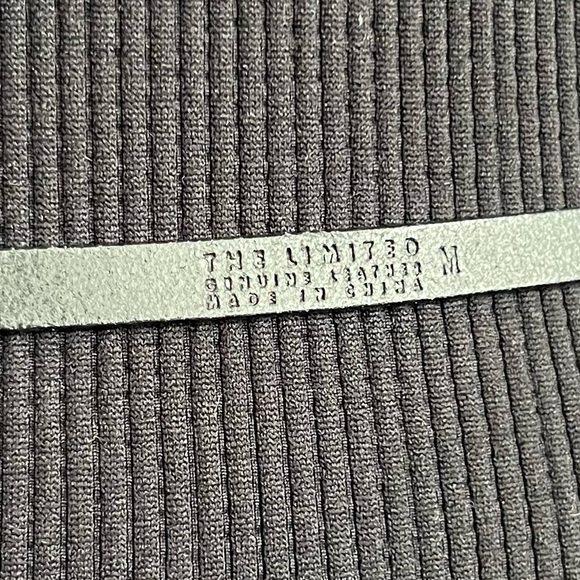 THE LIMITED
GENUINE LEATHER M
MADE IN CHINA